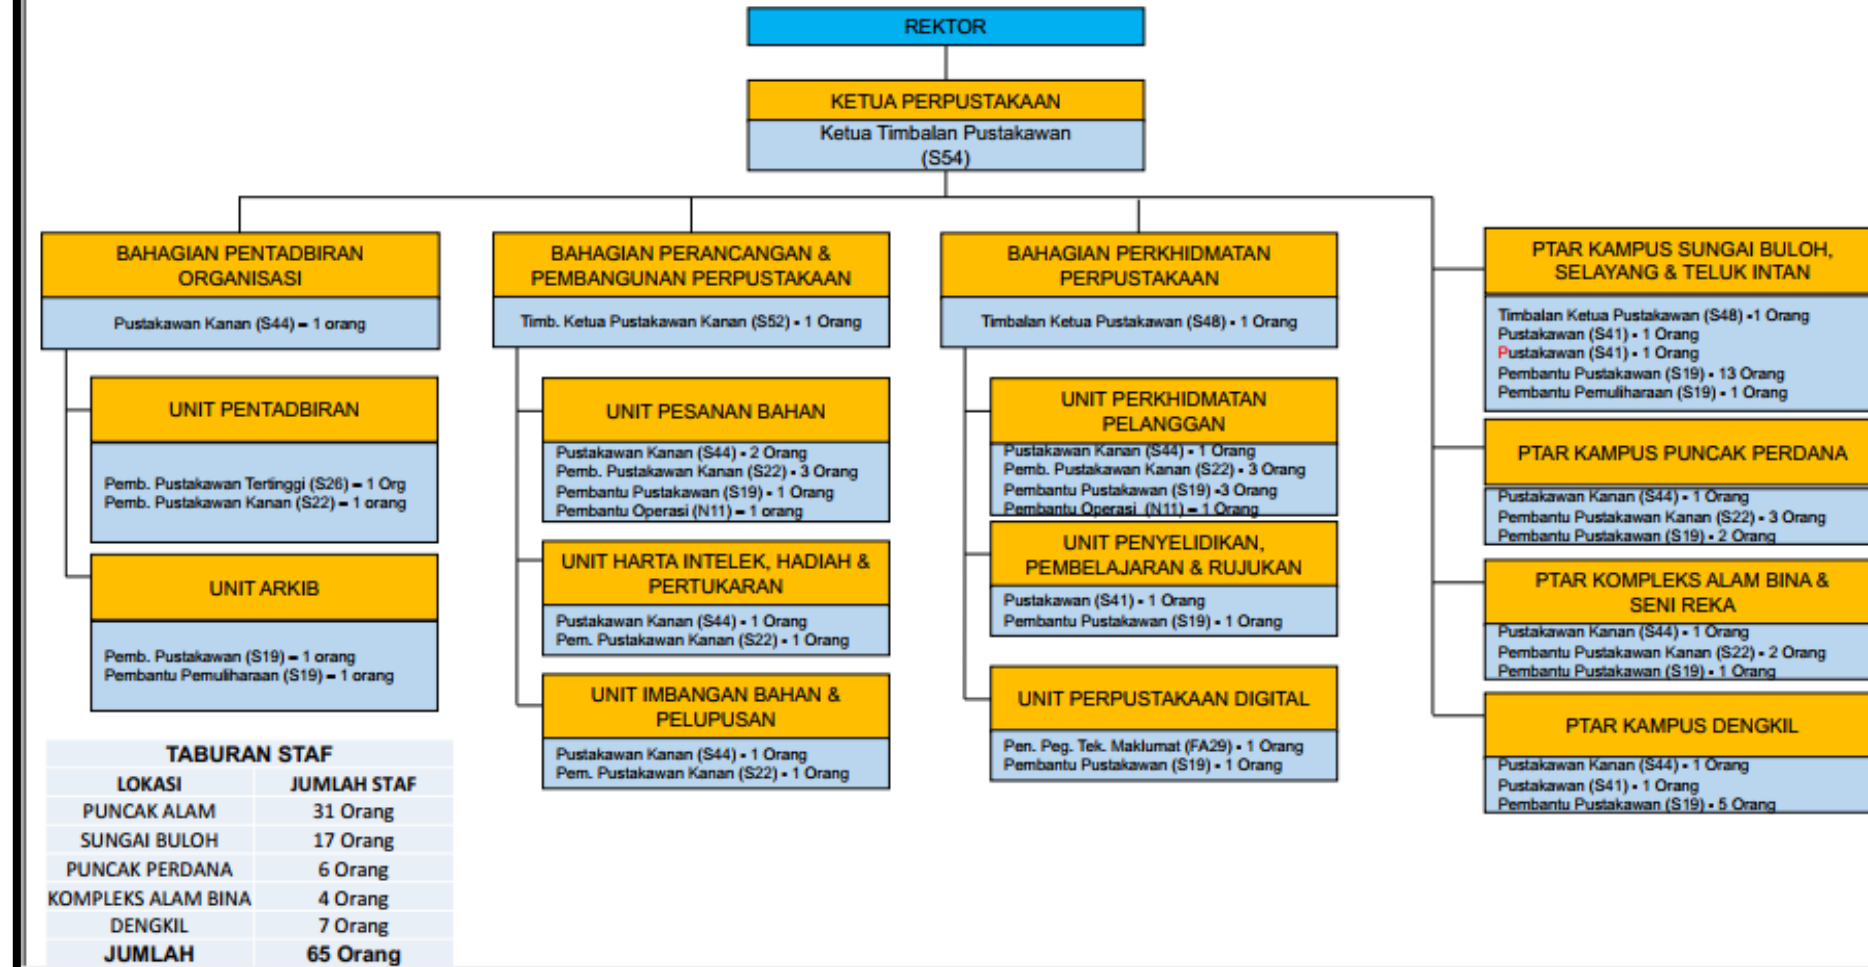 REKTOR
KETUA PERPUSTAKAAN
Ketua Timbalan Pustakawan
(S54)
BAHAGIAN PENTADBIRAN
ORGANISASI
Pustakawan Kanan (S44) – 1 orang
UNIT PENTADBIRAN
Pemb. Pustakawan Tertinggi (S26) – 1 Org
Pemb. Pustakawan Kanan (S22) – 1 orang
UNIT ARKIB
Pemb. Pustakawan (S19) – 1 orang
Pembantu Pemuliharaan (S19) – 1 orang
BAHAGIAN PERANCANGAN &
PEMBANGUNAN PERPUSTAKAAN
Timb. Ketua Pustakawan Kanan (S52) - 1 Orang
UNIT PESANAN BAHAN
Pustakawan Kanan (S44) - 2 Orang
Pemb. Pustakawan Kanan (S22) - 3 Orang
Pembantu Pustakawan (S19) - 1 Orang
Pembantu Operasi (N11) – 1 orang
UNIT HARTA INTELEK, HADIAH &
PERTUKARAN
Pustakawan Kanan (S44) - 1 Orang
Pem. Pustakawan Kanan (S22) - 1 Orang
UNIT IMBANGAN BAHAN &
PELUPUSAN
Pustakawan Kanan (S44) - 1 Orang
Pem. Pustakawan Kanan (S22) - 1 Orang
BAHAGIAN PERKHIDMATAN
PERPUSTAKAAN
Timbalan Ketua Pustakawan (S48) - 1 Orang
UNIT PERKHIDMATAN
PELANGGAN
Pustakawan Kanan (S44) - 1 Orang
Pemb. Pustakawan Kanan (S22) - 3 Orang
Pembantu Pustakawan (S19) -3 Orang
Pembantu Operasi (N11) – 1 Orang
UNIT PENYELIDIKAN,
PEMBELAJARAN & RUJUKAN
Pustakawan (S41) - 1 Orang
Pembantu Pustakawan (S19) - 1 Orang
UNIT PERPUSTAKAAN DIGITAL
Pen. Peg. Tek. Maklumat (FA29) - 1 Orang
Pembantu Pustakawan (S19) - 1 Orang
PTAR KAMPUS SUNGAI BULOH,
SELAYANG & TELUK INTAN
Timbalan Ketua Pustakawan (S48) -1 Orang
Pustakawan (S41) - 1 Orang
Pustakawan (S41) - 1 Orang
Pembantu Pustakawan (S19) - 13 Orang
Pembantu Pemuliharaan (S19) - 1 Orang
PTAR KAMPUS PUNCAK PERDANA
Pustakawan Kanan (S44) - 1 Orang
Pembantu Pustakawan Kanan (S22) - 3 Orang
Pembantu Pustakawan (S19) - 2 Orang
PTAR KOMPLEKS ALAM BINA &
SENI REKA
Pustakawan Kanan (S44) - 1 Orang
Pembantu Pustakawan Kanan (S22) - 2 Orang
Pembantu Pustakawan (S19) - 1 Orang
PTAR KAMPUS DENGKIL
Pustakawan Kanan (S44) - 1 Orang
Pustakawan (S41) - 1 Orang
Pembantu Pustakawan (S19) - 5 Orang
TABURAN STAF
LOKASI JUMLAH STAF
PUNCAK ALAM 31 Orang
SUNGAI BULOH 17 Orang
PUNCAK PERDANA 6 Orang
KOMPLEKS ALAM BINA 4 Orang
DENGKIL 7 Orang
JUMLAH 65 Orang